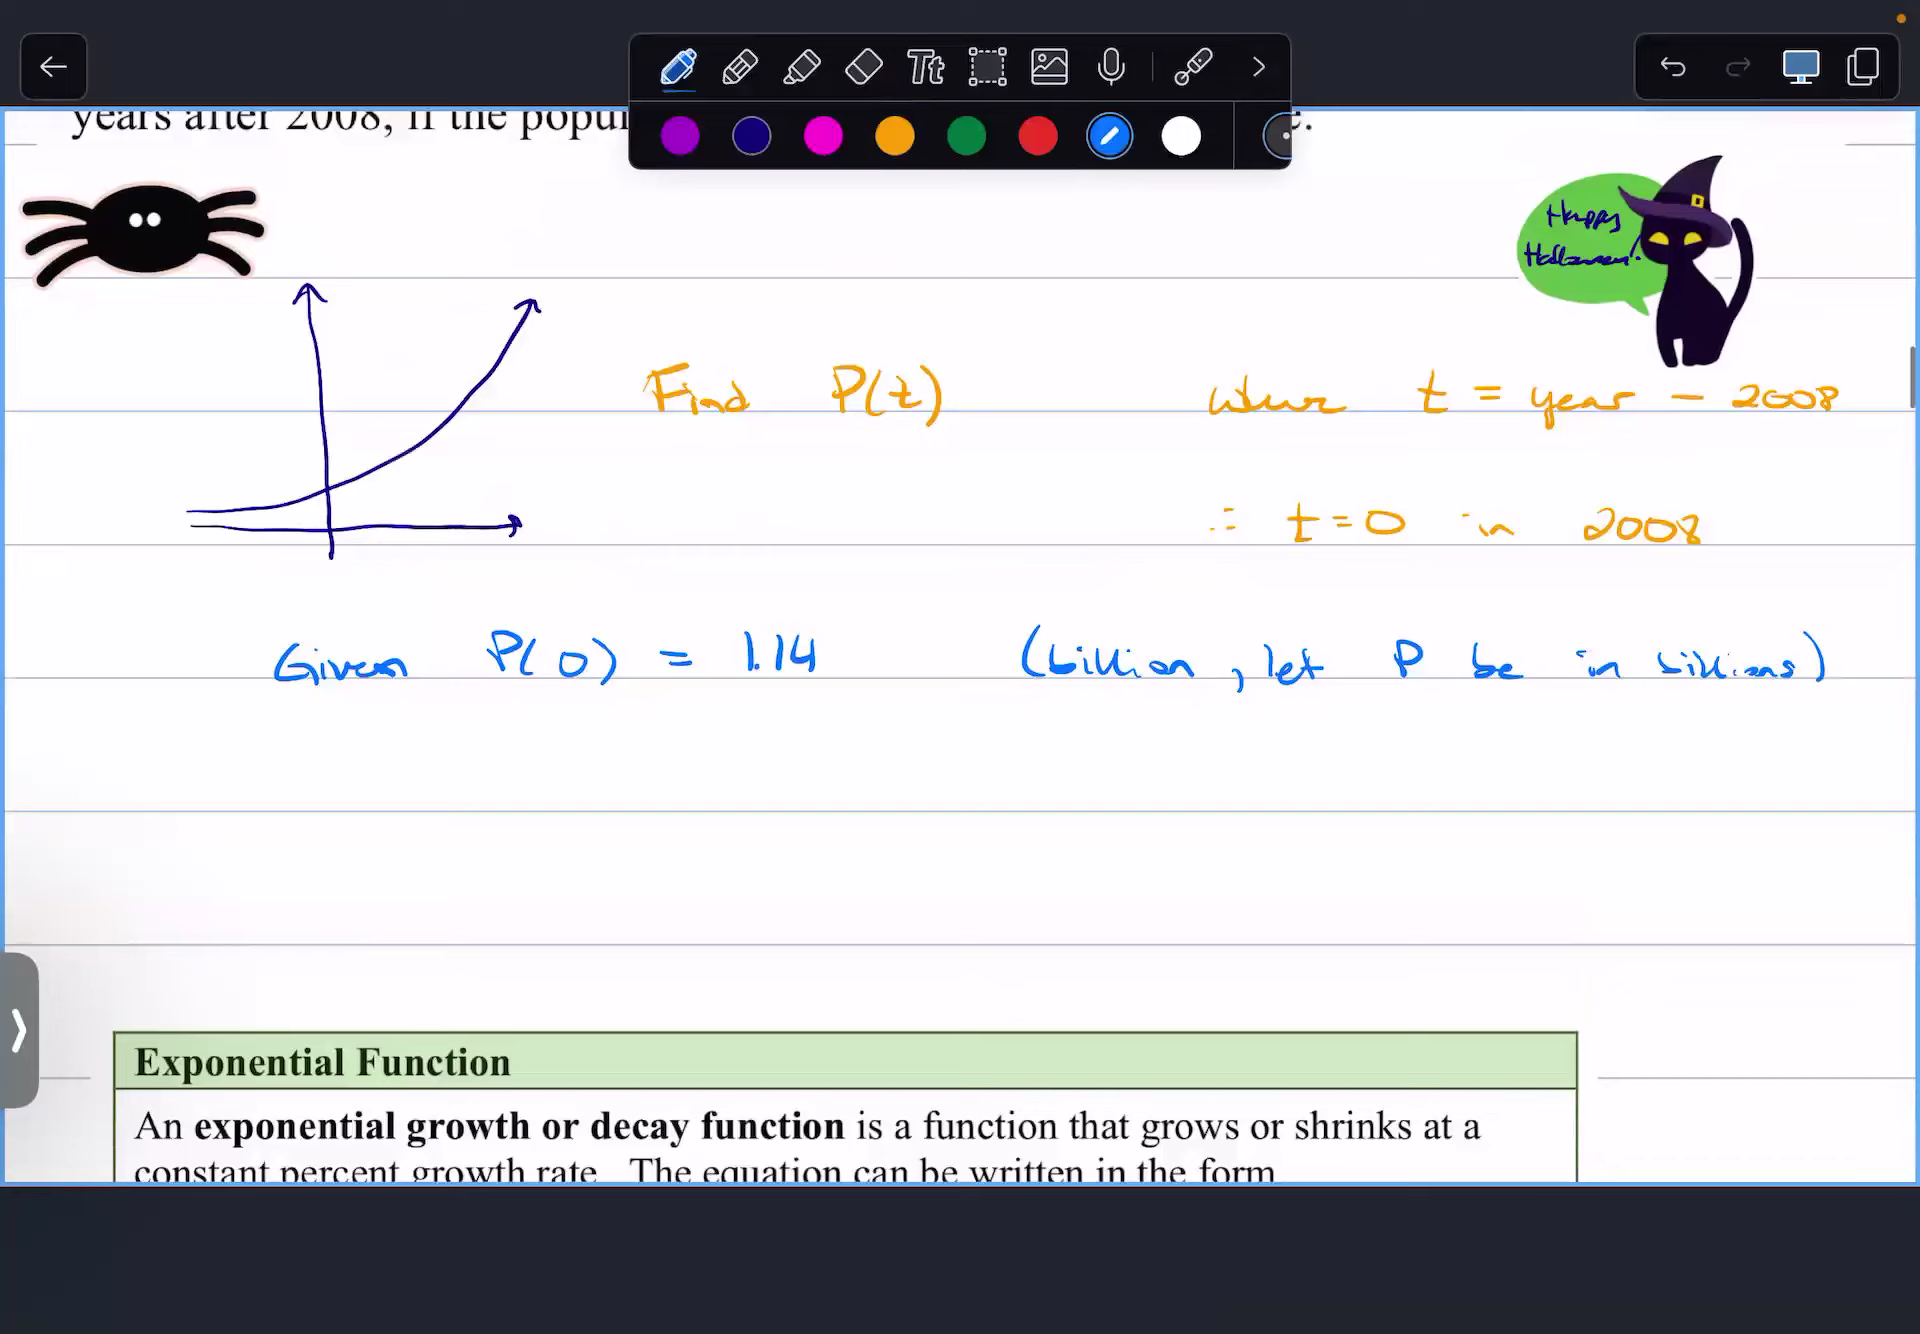 years after 2008, if the popul
Tt
Happy
Halloween!
Find P(t) where t = year - 2008
∴ t=0 in 2008
Given P(0) = 1.14 (billion, let P be in billions)
Exponential Function
An exponential growth or decay function is a function that grows or shrinks at a
constant percent growth rate. The equation can be written in the form